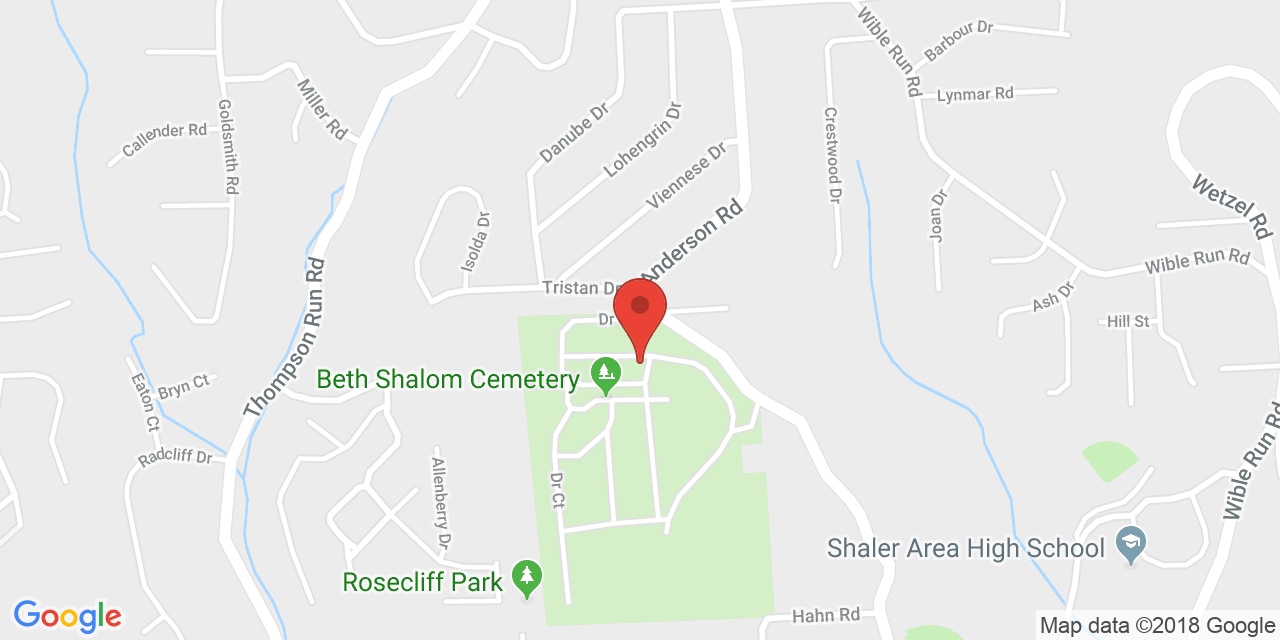 Wible Run Rd
Barbour Dr
Lynmar Rd
Miller Rd
Goldsmith Rd
Callender Rd
Danube Dr
Lohengrin Dr
Viennese Dr
Crestwood Dr
Joan Dr
Wetzel Rd
Isolda Dr
Anderson Rd
Wible Run Rd
Thompson Run Rd
Tristan Dr
Dr
Ash Dr
Hill St
Beth Shalom Cemetery
Eaton Ct
Bryn Ct
Radcliff Dr
Allenberry Dr
Dr Ct
Wible Run Rd
Shaler Area High School
Rosecliff Park
Hahn Rd
Google
Map data ©2018 Google